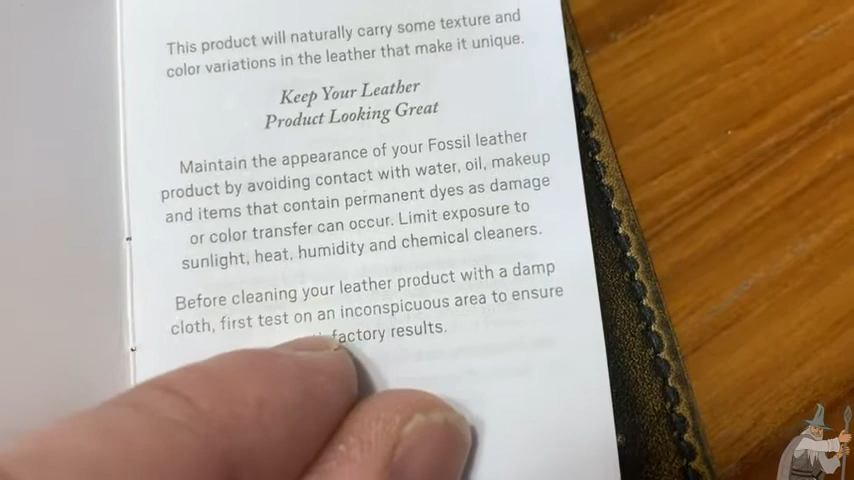 This product will naturally carry some texture and
color variations in the leather that make it unique.
Keep Your Leather
Product Looking Great
Maintain the appearance of your Fossil leather
product by avoiding contact with water, oil, makeup
and items that contain permanent dyes as damage
or color transfer can occur. Limit exposure to
sunlight, heat, humidity and chemical cleaners.
Before cleaning your leather product with a damp
cloth, first test on an inconspicuous area to ensure
results.